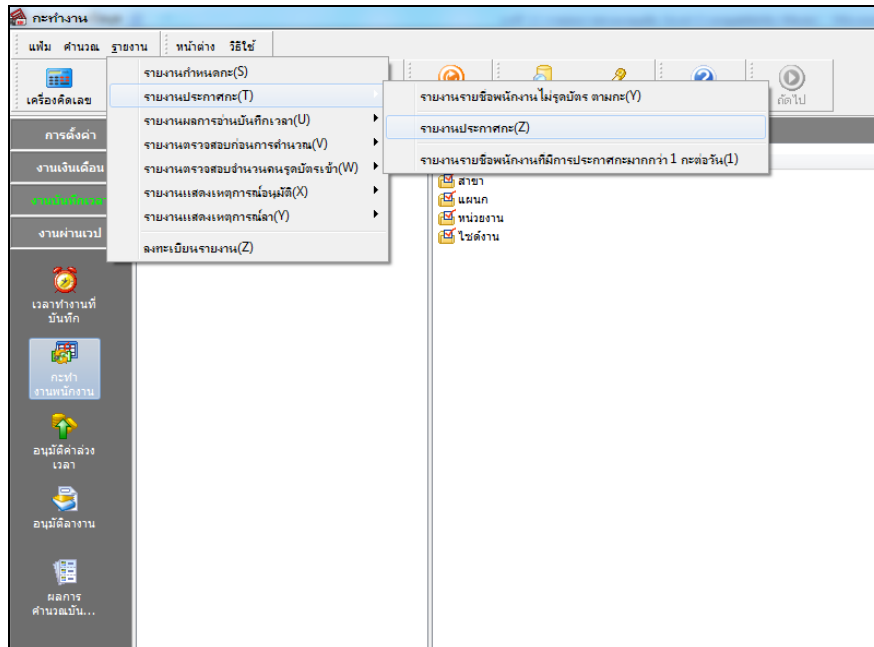 กะทำงาน
แฟ้ม คำนวณ รายงาน หน้าต่าง วิธีใช้
เครื่องคิดเลข
ถัดไป
รายงานกำหนดกะ(S)
รายงานประกาศกะ(T)
รายงานผลการอ่านบันทึกเวลา(U)
รายงานตรวจสอบก่อนการคำนวณ(V)
รายงานตรวจสอบจำนวนคนรูดบัตรเข้า(W)
รายงานแสดงเหตุการณ์อนุมัติ(X)
รายงานแสดงเหตุการณ์ลา(Y)
ลงทะเบียนรายงาน(Z)
รายงานรายชื่อพนักงานไม่รูดบัตร ตามกะ(Y)
รายงานประกาศกะ(Z)
รายงานรายชื่อพนักงานที่มีการประกาศกะมากกว่า 1 กะต่อวัน(1)
สาขา
แผนก
หน่วยงาน
ไซต์งาน
การตั้งค่า
งานเงินเดือน
งานบันทึกเวลา
งานผ่านเวป
เวลาทำงานที่
บันทึก
กะทำ
งานพนักงาน
อนุมัติค่าล่วง
เวลา
อนุมัติลางาน
ผลการ
คำนวณบัน...